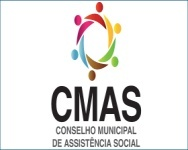 CMAS
CONSELHO MUNICIPAL
DE ASSISTÊNCIA SOCIAL